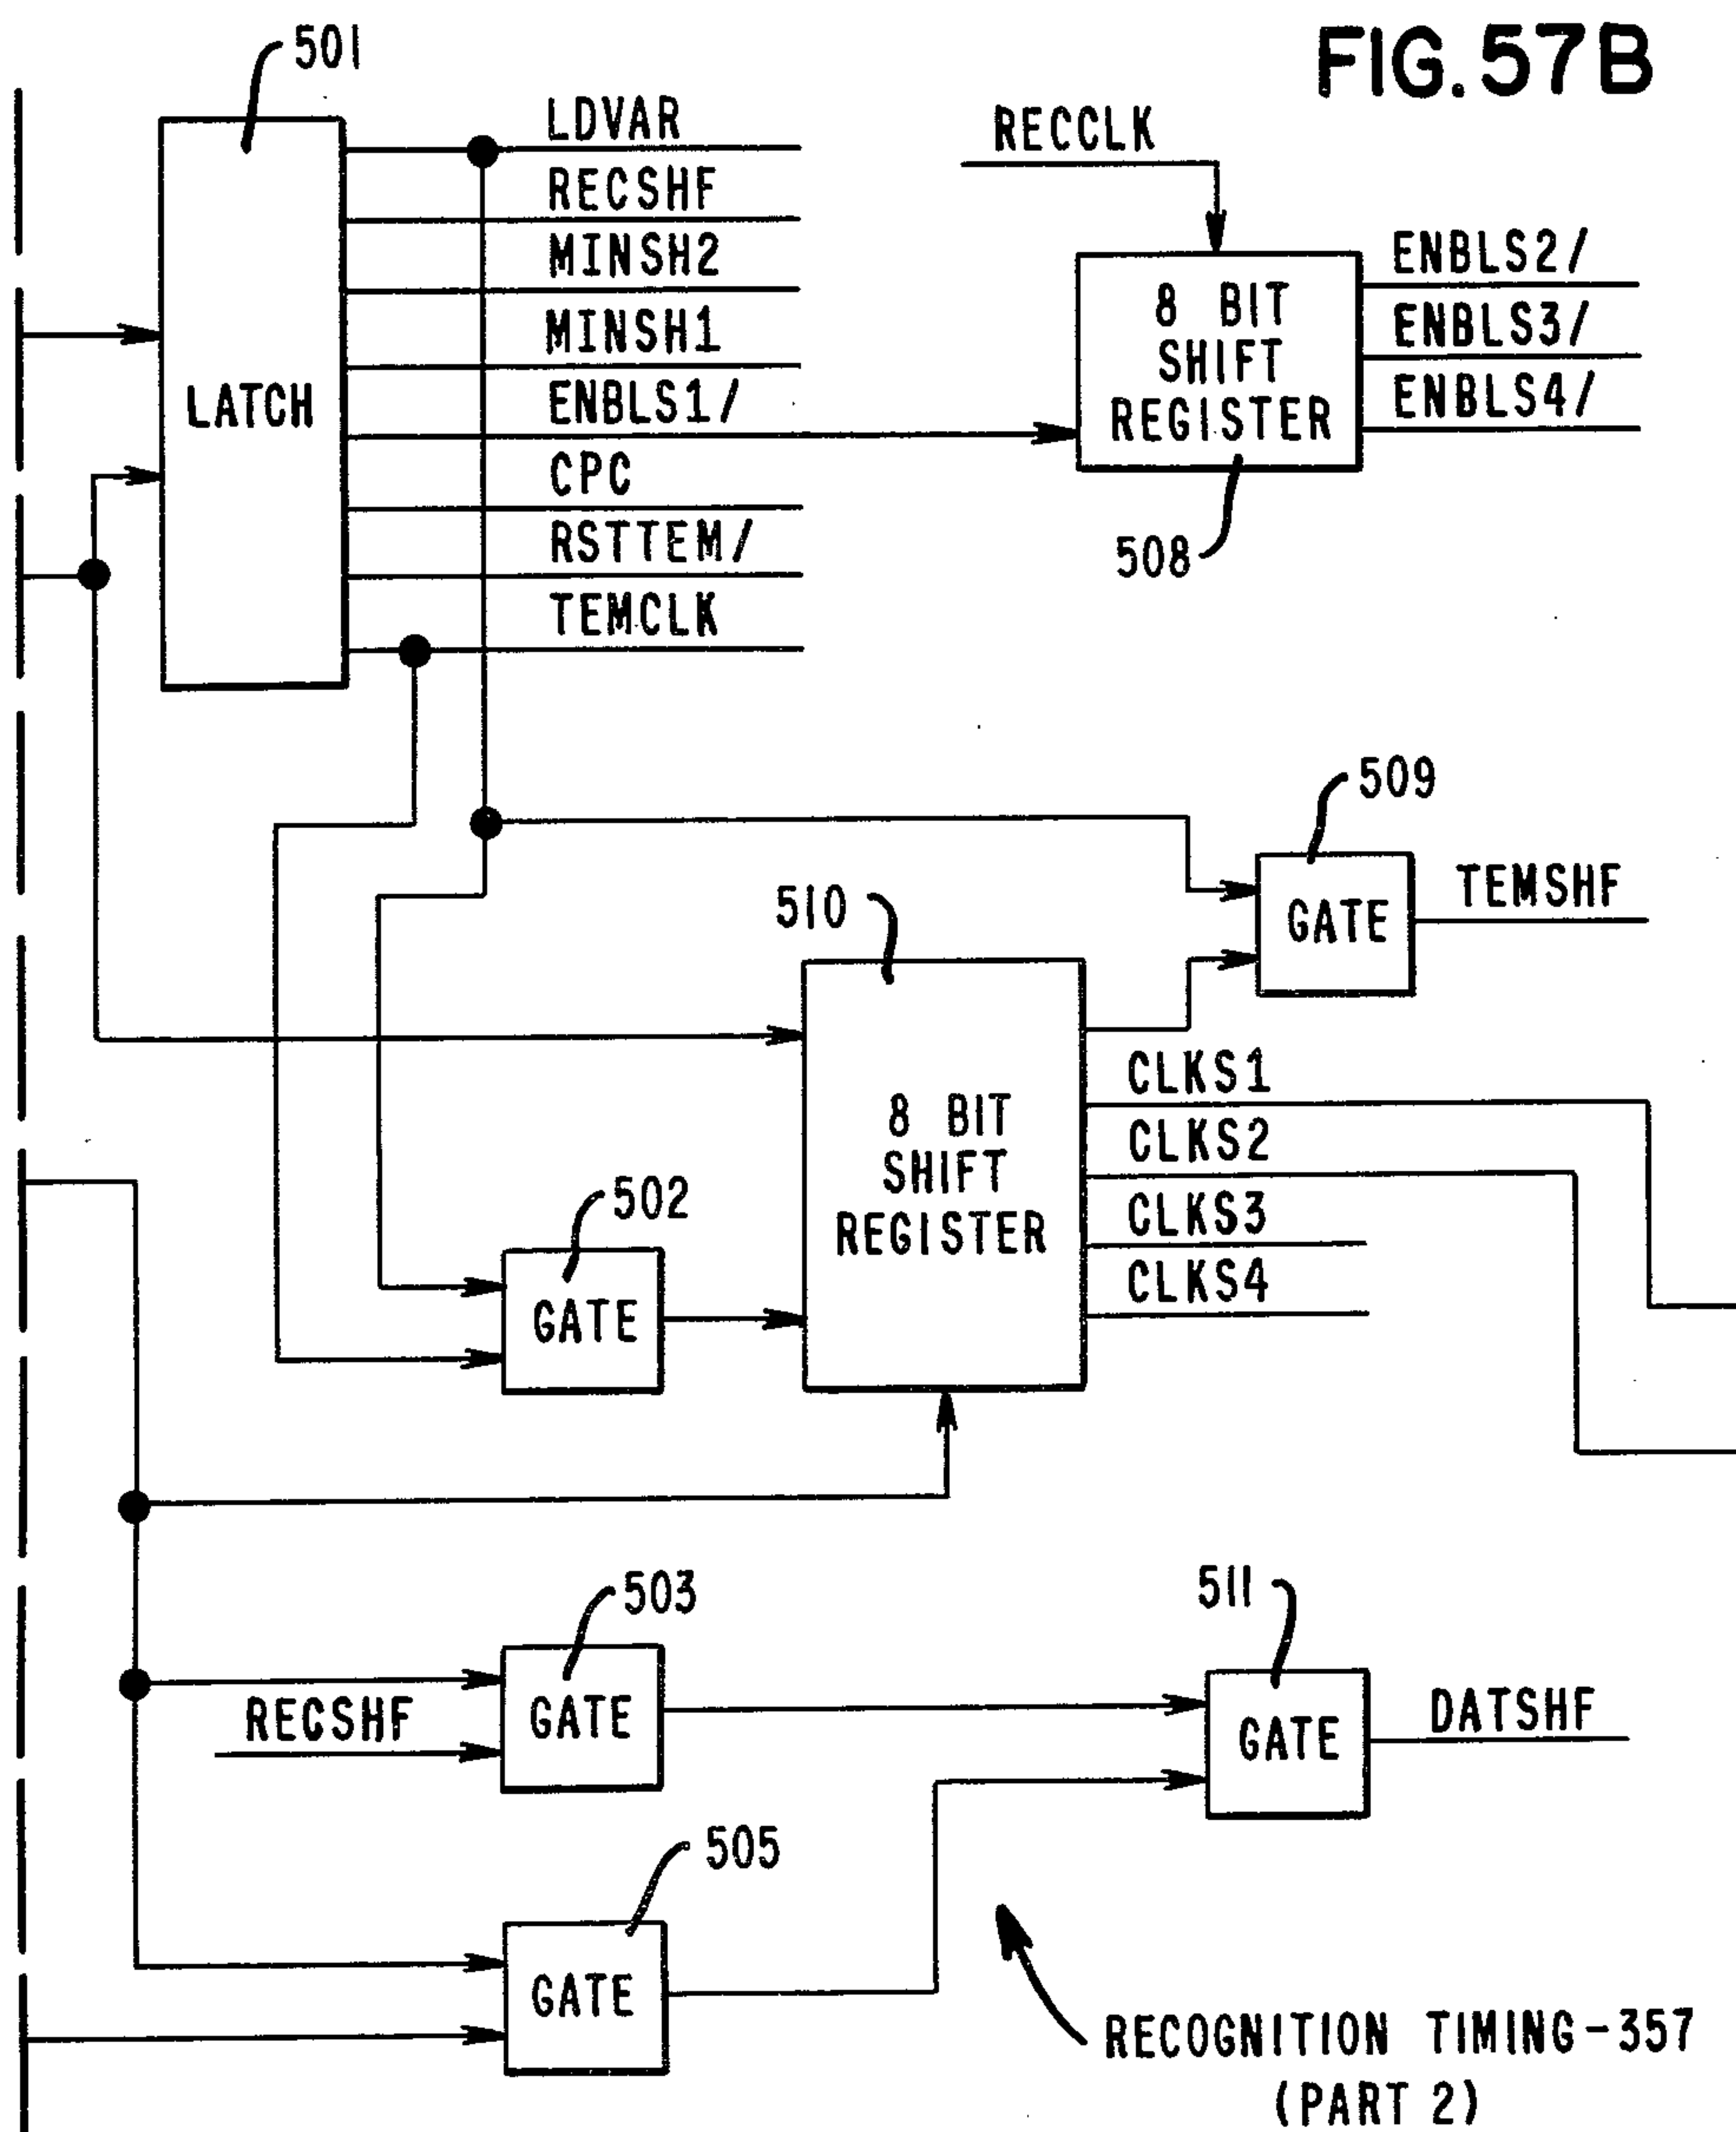 FIG. 57B
501
LDVAR
RECSHF
MINSH2
MINSH1
ENBLS1/
CPC
RSTTEM/
TEMCLK
LATCH
RECCLK
8 BIT
SHIFT
REGISTER
ENBLS2/
ENBLS3/
ENBLS4/
508
509
GATE
TEMSHF
510
8 BIT
SHIFT
REGISTER
CLKS1
CLKS2
CLKS3
CLKS4
502
GATE
503
GATE
RECSHF
511
GATE
DATSHF
505
GATE
RECOGNITION TIMING-357
(PART 2)